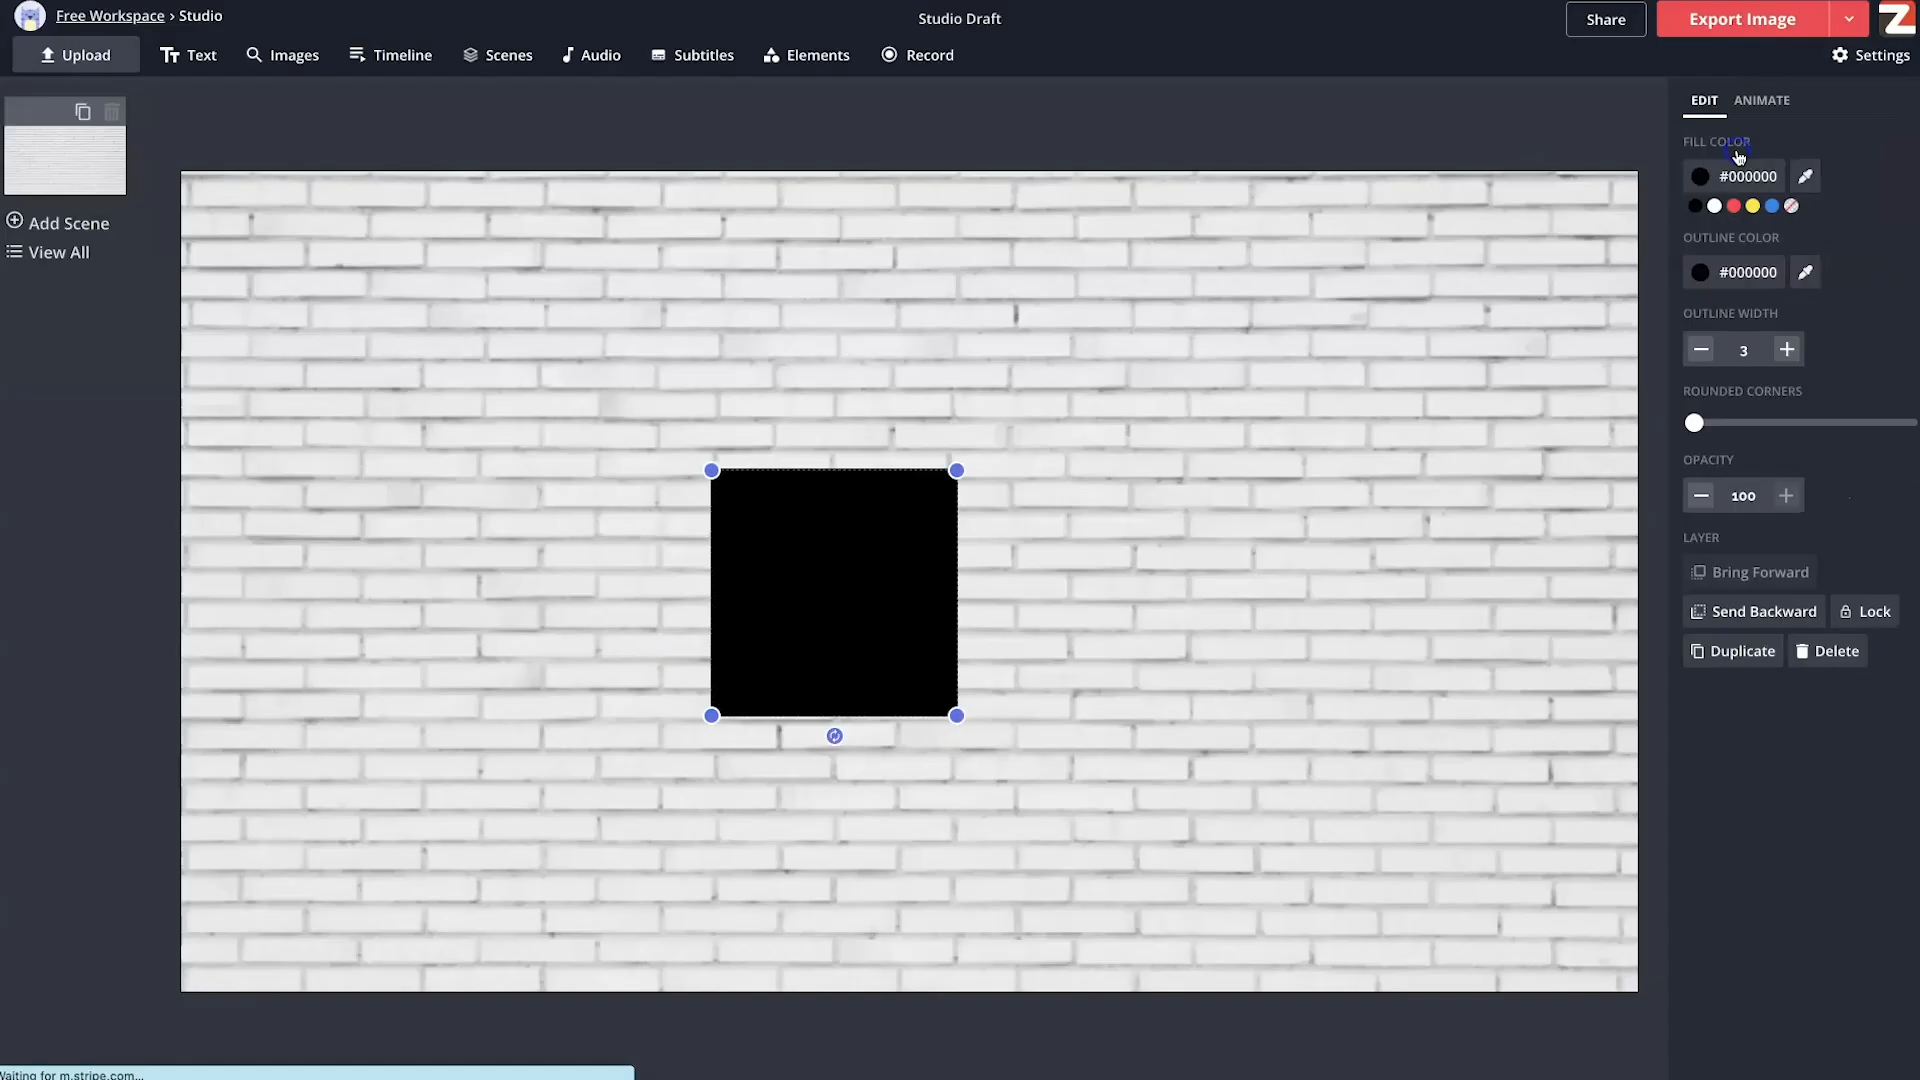 Free Workspace › Studio
Studio Draft
Share
Export Image
Upload
Text
Images
Timeline
Scenes
Audio
Subtitles
Elements
Record
Settings
Add Scene
View All
EDIT
ANIMATE
FILL COLOR
#000000
OUTLINE COLOR
#000000
OUTLINE WIDTH
3
ROUNDED CORNERS
OPACITY
100
LAYER
Bring Forward
Send Backward
Lock
Duplicate
Delete
Waiting for m.stripe.com...